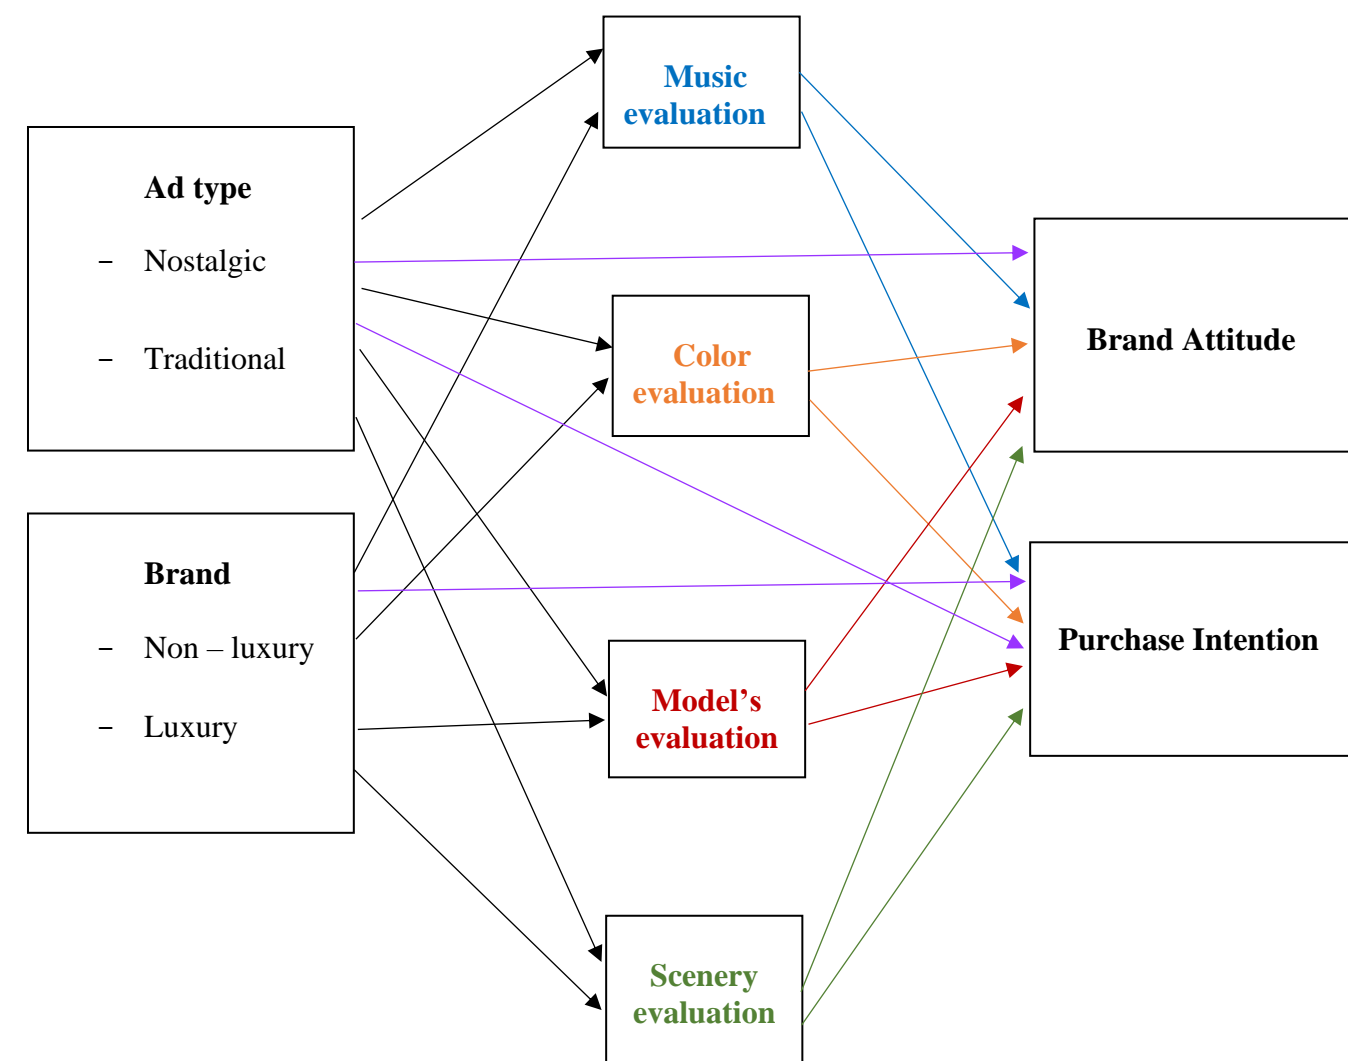 Music
evaluation
Ad type
– Nostalgic
– Traditional
Color
evaluation
Brand Attitude
Brand
– Non – luxury
– Luxury
Model’s
evaluation
Purchase Intention
Scenery
evaluation